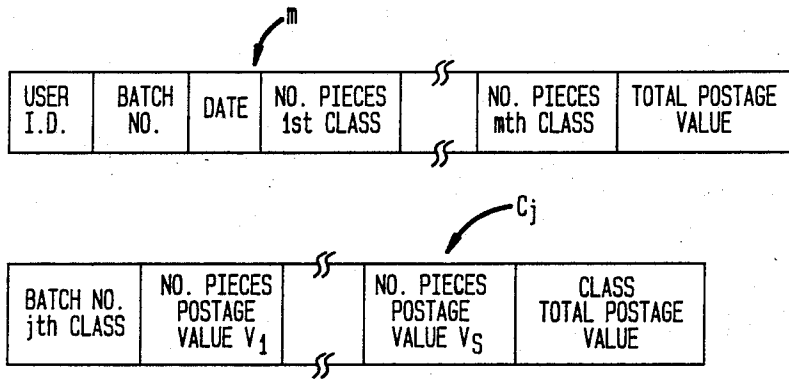 m
USER I.D.
BATCH NO.
DATE
NO. PIECES 1st CLASS
NO. PIECES mth CLASS
TOTAL POSTAGE VALUE
Cj
BATCH NO. jth CLASS
NO. PIECES POSTAGE VALUE V1
NO. PIECES POSTAGE VALUE VS
CLASS TOTAL POSTAGE VALUE